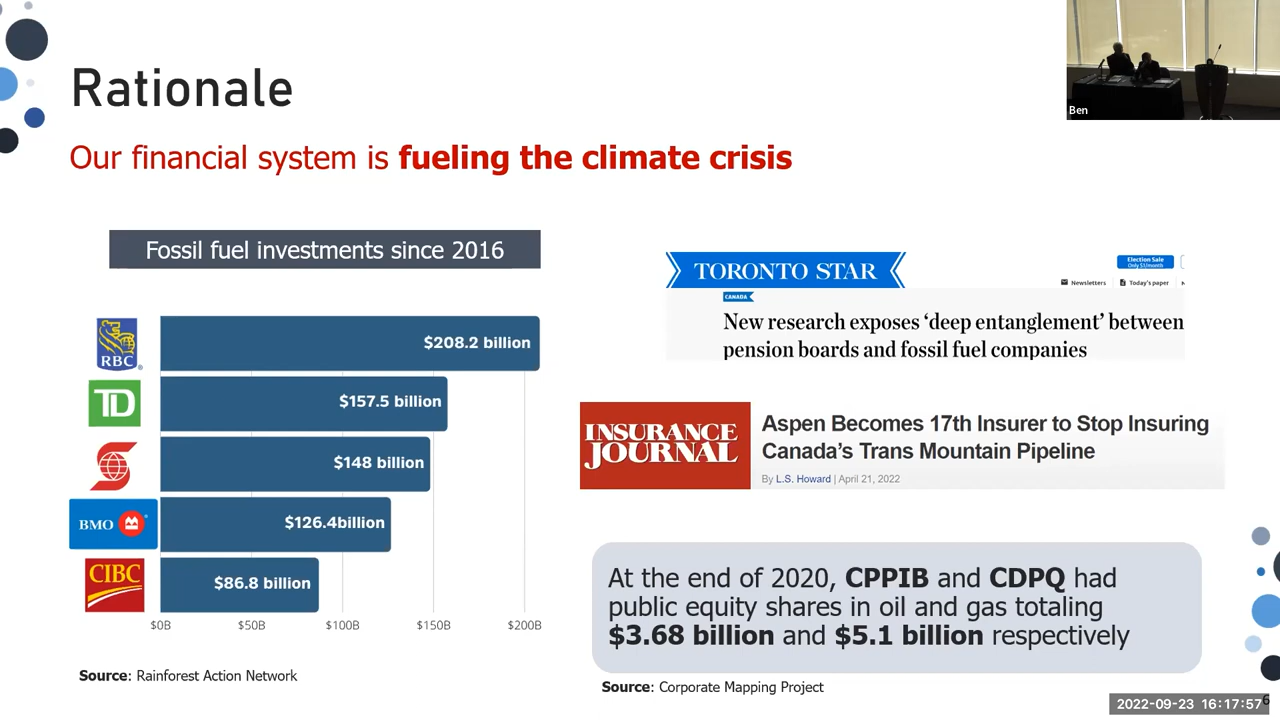 Rationale
Ben
Our financial system is fueling the climate crisis
Fossil fuel investments since 2016
RBC
$208.2 billion
TD
$157.5 billion
$148 billion
BMO
$126.4billion
CIBC
$86.8 billion
$0B $50B $100B $150B $200B
Source: Rainforest Action Network
TORONTO STAR
Election Sale
Only $1/month
Newsletters Today's paper
CANADA
New research exposes ‘deep entanglement’ between
pension boards and fossil fuel companies
INSURANCE
JOURNAL
Aspen Becomes 17th Insurer to Stop Insuring
Canada’s Trans Mountain Pipeline
By L.S. Howard | April 21, 2022
At the end of 2020, CPPIB and CDPQ had
public equity shares in oil and gas totaling
$3.68 billion and $5.1 billion respectively
Source: Corporate Mapping Project
2022-09-23 16:17:57
6